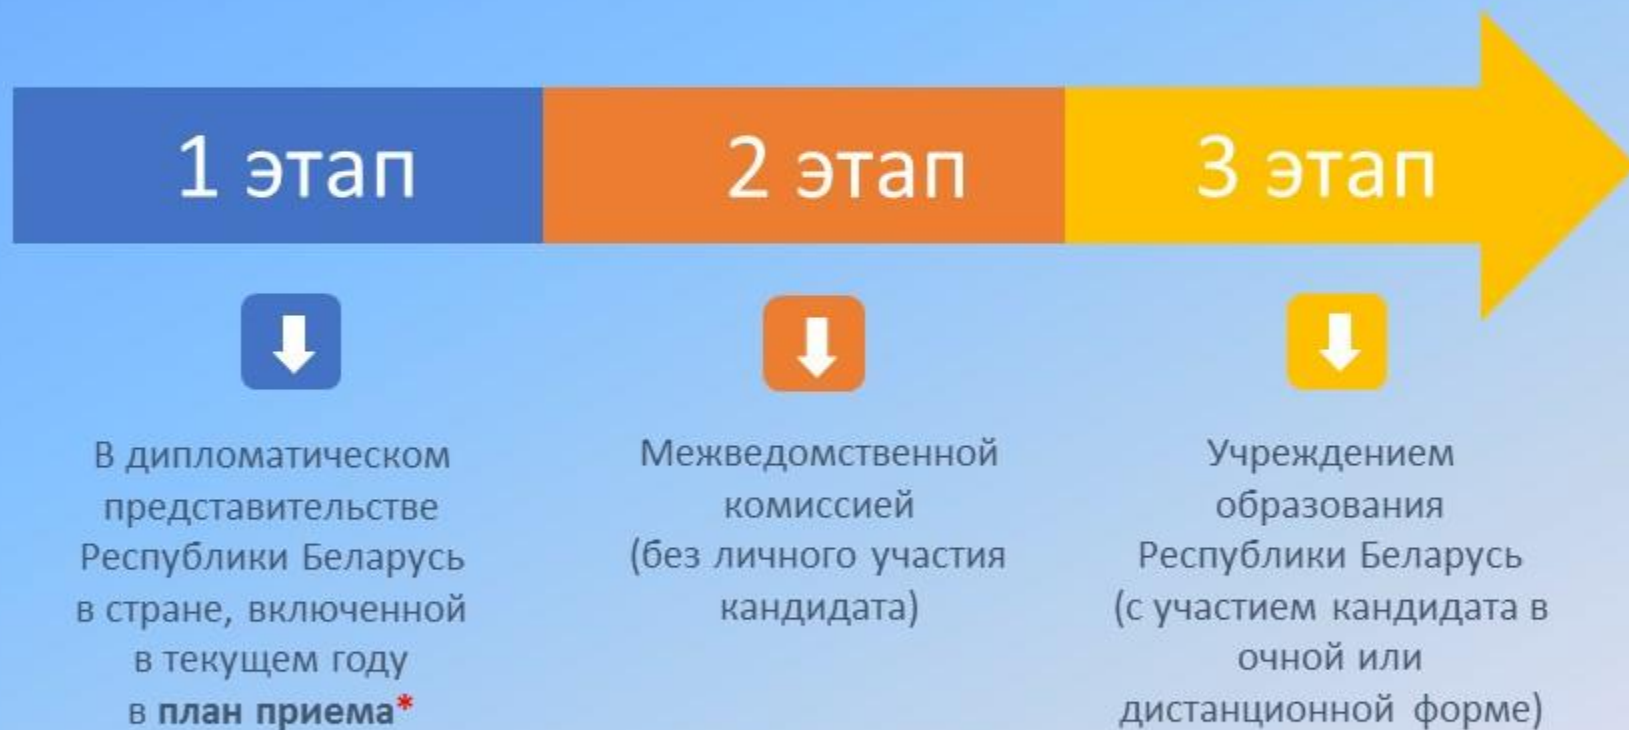 1 этап
2 этап
3 этап
В дипломатическом
представительстве
Республики Беларусь
в стране, включенной
в текущем году
в план приема*
Межведомственной
комиссией
(без личного участия
кандидата)
Учреждением
образования
Республики Беларусь
(с участием кандидата в
очной или
дистанционной форме)